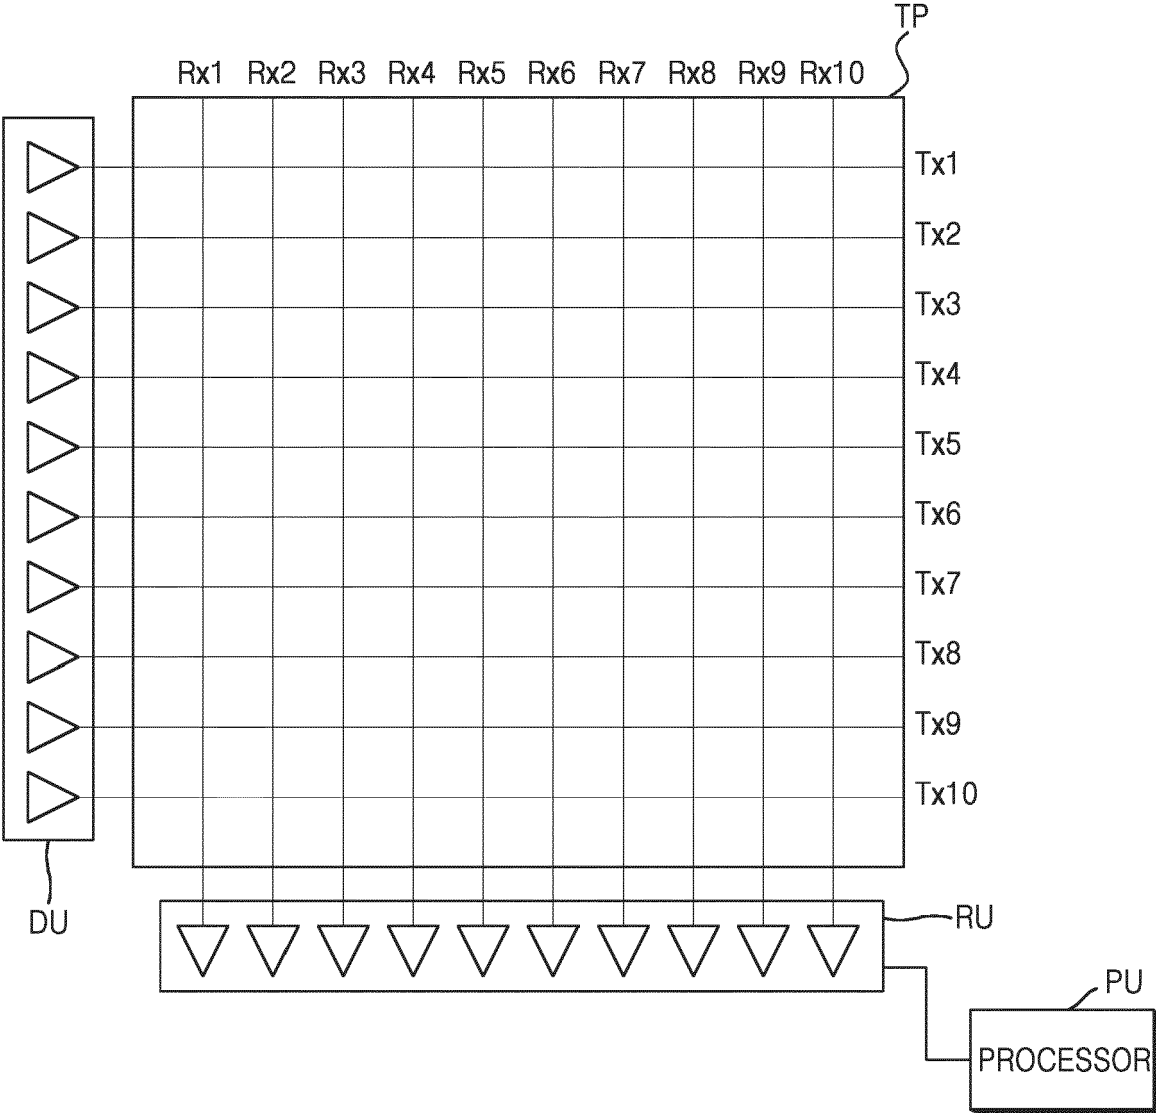 TP
Rx1 Rx2 Rx3 Rx4 Rx5 Rx6 Rx7 Rx8 Rx9 Rx10
Tx1
Tx2
Tx3
Tx4
Tx5
Tx6
Tx7
Tx8
Tx9
Tx10
DU
RU
PU
PROCESSOR